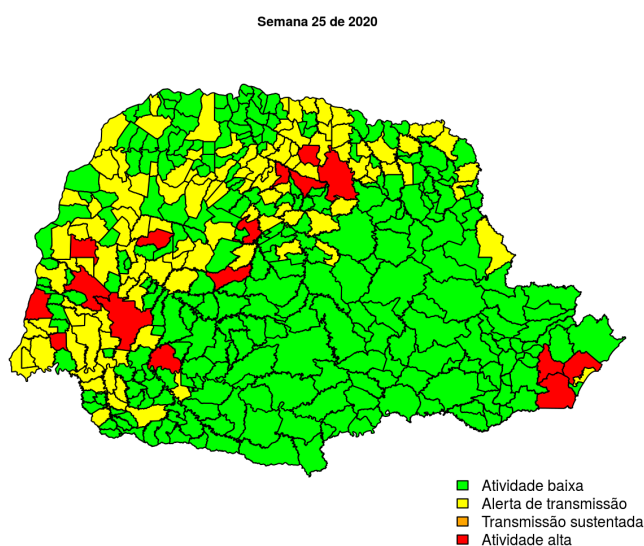 Semana 25 de 2020
Atividade baixa
Alerta de transmissão
Transmissão sustentada
Atividade alta